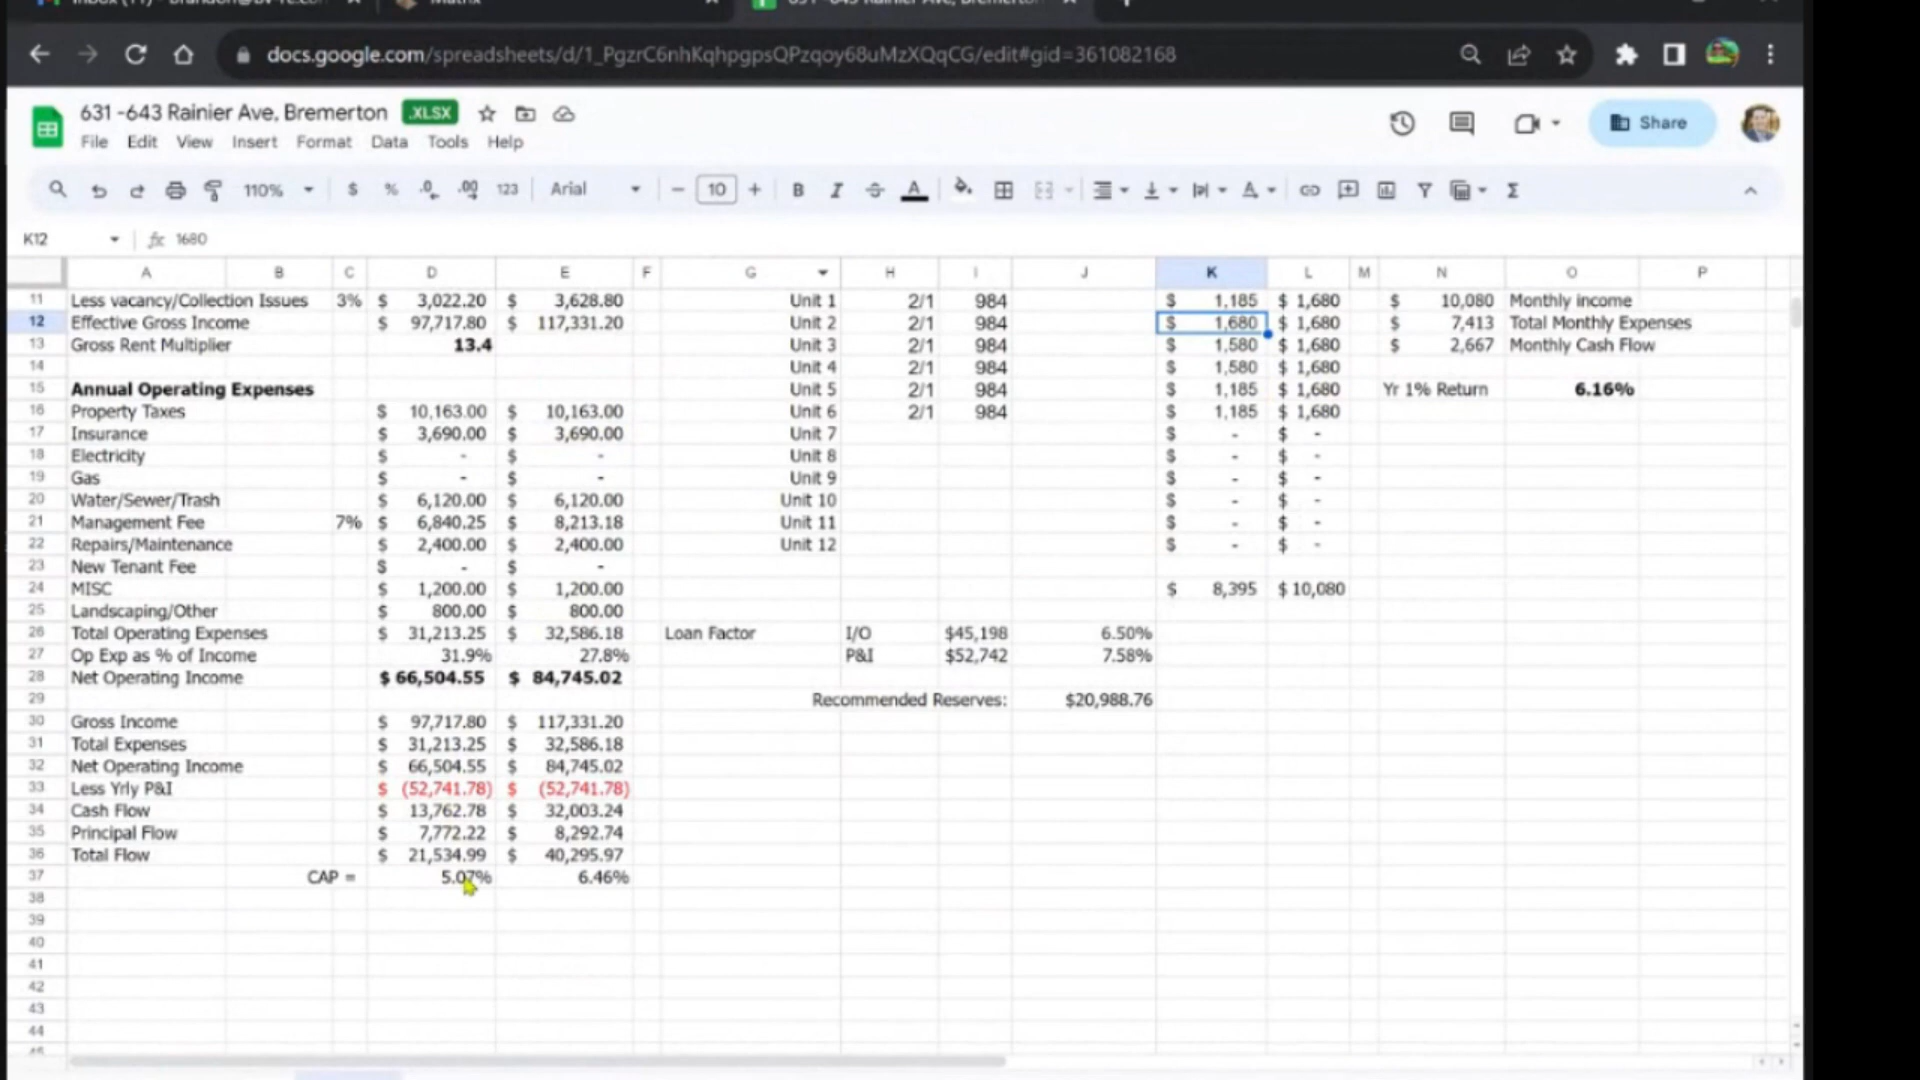 docs.google.com/spreadsheets/d/1_PgzrC6nhKqhpgpsQPzqoy68uMzXQqCG/edit#gid=361082168
631 -643 Rainier Ave, Bremerton .XLSX
Share
File Edit View Insert Format Data Tools Help
110% $ % .0 .00 123 Arial 10 B I S A
K12 fx 1680
A B C D E F G H I J K L M N O P
11 Less vacancy/Collection Issues 3% $ 3,022.20 $ 3,628.80 Unit 1 2/1 984 $ 1,185 $ 1,680 $ 10,080 Monthly income
12 Effective Gross Income $ 97,717.80 $ 117,331.20 Unit 2 2/1 984 $ 1,680 $ 1,680 $ 7,413 Total Monthly Expenses
13 Gross Rent Multiplier 13.4 Unit 3 2/1 984 $ 1,580 $ 1,680 $ 2,667 Monthly Cash Flow
14 Unit 4 2/1 984 $ 1,580 $ 1,680
15 Annual Operating Expenses Unit 5 2/1 984 $ 1,185 $ 1,680 Yr 1% Return 6.16%
16 Property Taxes $ 10,163.00 $ 10,163.00 Unit 6 2/1 984 $ 1,185 $ 1,680
17 Insurance $ 3,690.00 $ 3,690.00 Unit 7 $ - $ -
18 Electricity $ - $ - Unit 8 $ - $ -
19 Gas $ - $ - Unit 9 $ - $ -
20 Water/Sewer/Trash $ 6,120.00 $ 6,120.00 Unit 10 $ - $ -
21 Management Fee 7% $ 6,840.25 $ 8,213.18 Unit 11 $ - $ -
22 Repairs/Maintenance $ 2,400.00 $ 2,400.00 Unit 12 $ - $ -
23 New Tenant Fee $ - $ -
24 MISC $ 1,200.00 $ 1,200.00 $ 8,395 $ 10,080
25 Landscaping/Other $ 800.00 $ 800.00
26 Total Operating Expenses $ 31,213.25 $ 32,586.18 Loan Factor I/O $45,198 6.50%
27 Op Exp as % of Income 31.9% 27.8% P&I $52,742 7.58%
28 Net Operating Income $ 66,504.55 $ 84,745.02
29 Recommended Reserves: $20,988.76
30 Gross Income $ 97,717.80 $ 117,331.20
31 Total Expenses $ 31,213.25 $ 32,586.18
32 Net Operating Income $ 66,504.55 $ 84,745.02
33 Less Yrly P&I $ (52,741.78) $ (52,741.78)
34 Cash Flow $ 13,762.78 $ 32,003.24
35 Principal Flow $ 7,772.22 $ 8,292.74
36 Total Flow $ 21,534.99 $ 40,295.97
37 CAP = 5.07% 6.46%
38
39
40
41
42
43
44